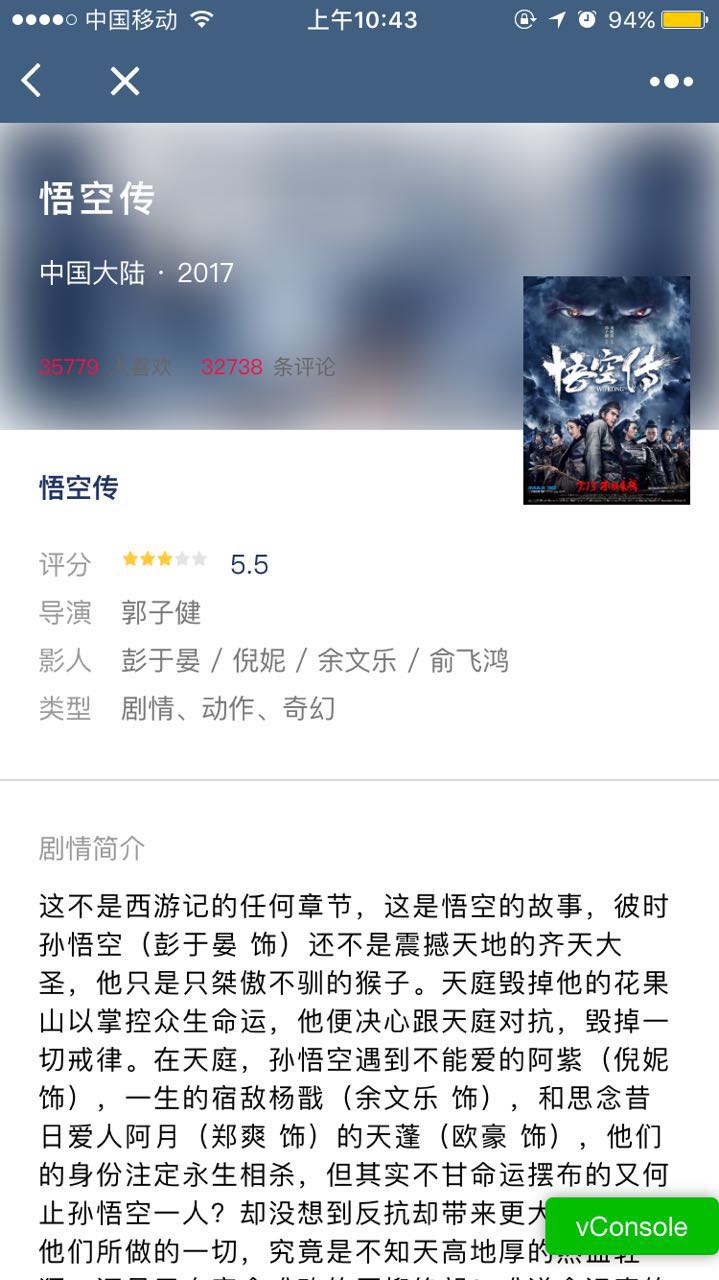 中国移动 上午10:43 94%
悟空传
中国大陆 · 2017
35779 人喜欢 32738 条评论
悟空传
WU KONG
悟空传
评分 5.5
导演 郭子健
影人 彭于晏 / 倪妮 / 余文乐 / 俞飞鸿
类型 剧情、动作、奇幻
剧情简介
这不是西游记的任何章节，这是悟空的故事，彼时
孙悟空（彭于晏 饰）还不是震撼天地的齐天大
圣，他只是只桀傲不驯的猴子。天庭毁掉他的花果
山以掌控众生命运，他便决心跟天庭对抗，毁掉一
切戒律。在天庭，孙悟空遇到不能爱的阿紫（倪妮
饰），一生的宿敌杨戬（余文乐 饰），和思念昔
日爱人阿月（郑爽 饰）的天蓬（欧豪 饰），他们
的身份注定永生相杀，但其实不甘命运摆布的又何
止孙悟空一人？却没想到反抗却带来更大
vConsole
他们所做的一切，究竟是不知天高地厚的热血轻